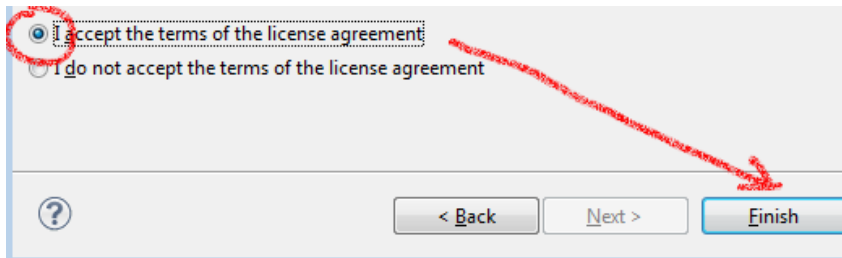 I accept the terms of the license agreement
I do not accept the terms of the license agreement
? < Back Next > Finish